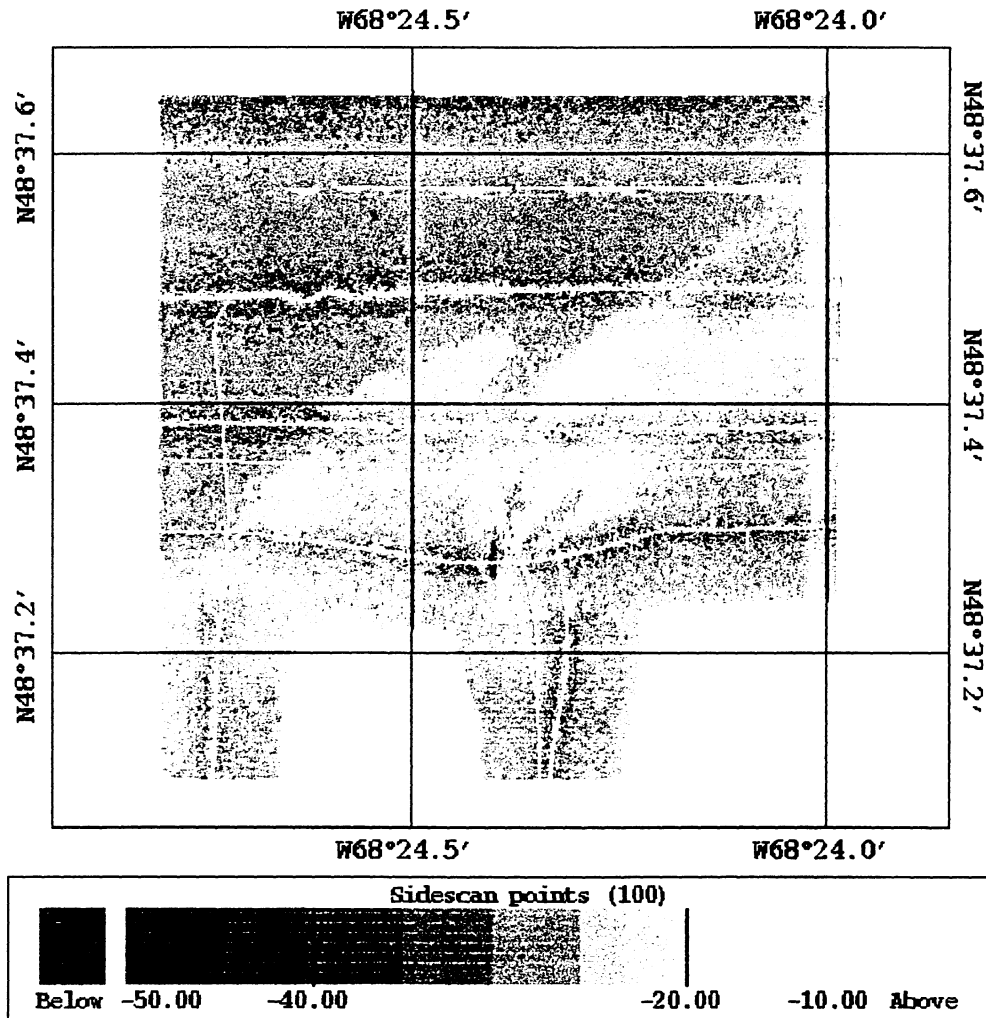 W68°24.5′ W68°24.0′
N48°37.6′ N48°37.6′
N48°37.4′ N48°37.4′
N48°37.2′ N48°37.2′
W68°24.5′ W68°24.0′
Sidescan points (100)
Below -50.00 -40.00 -20.00 -10.00 Above